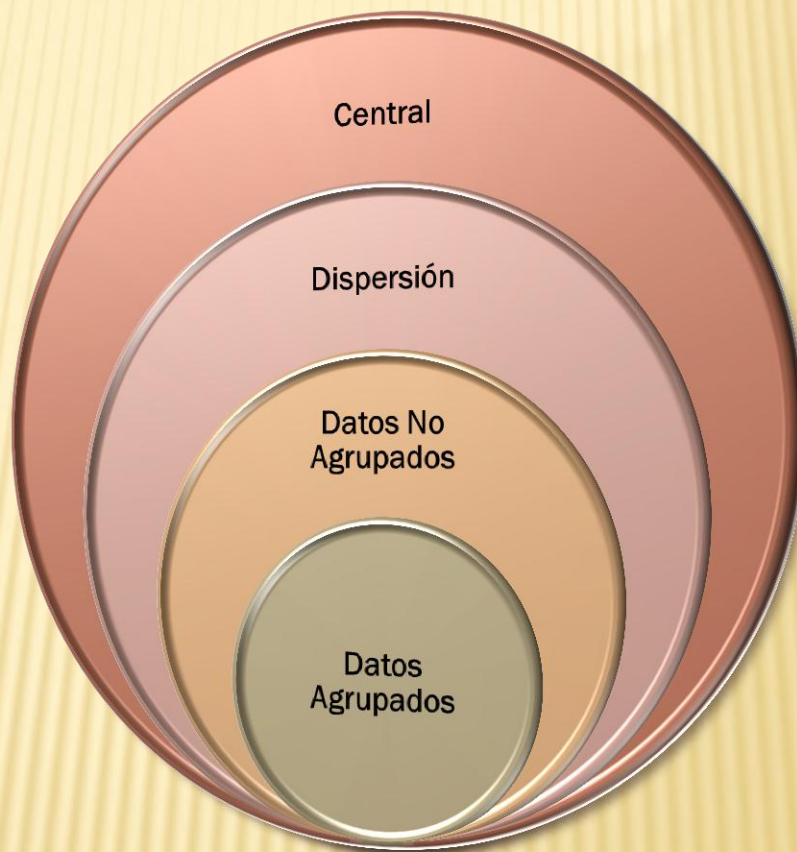 Central
Dispersión
Datos No
Agrupados
Datos
Agrupados